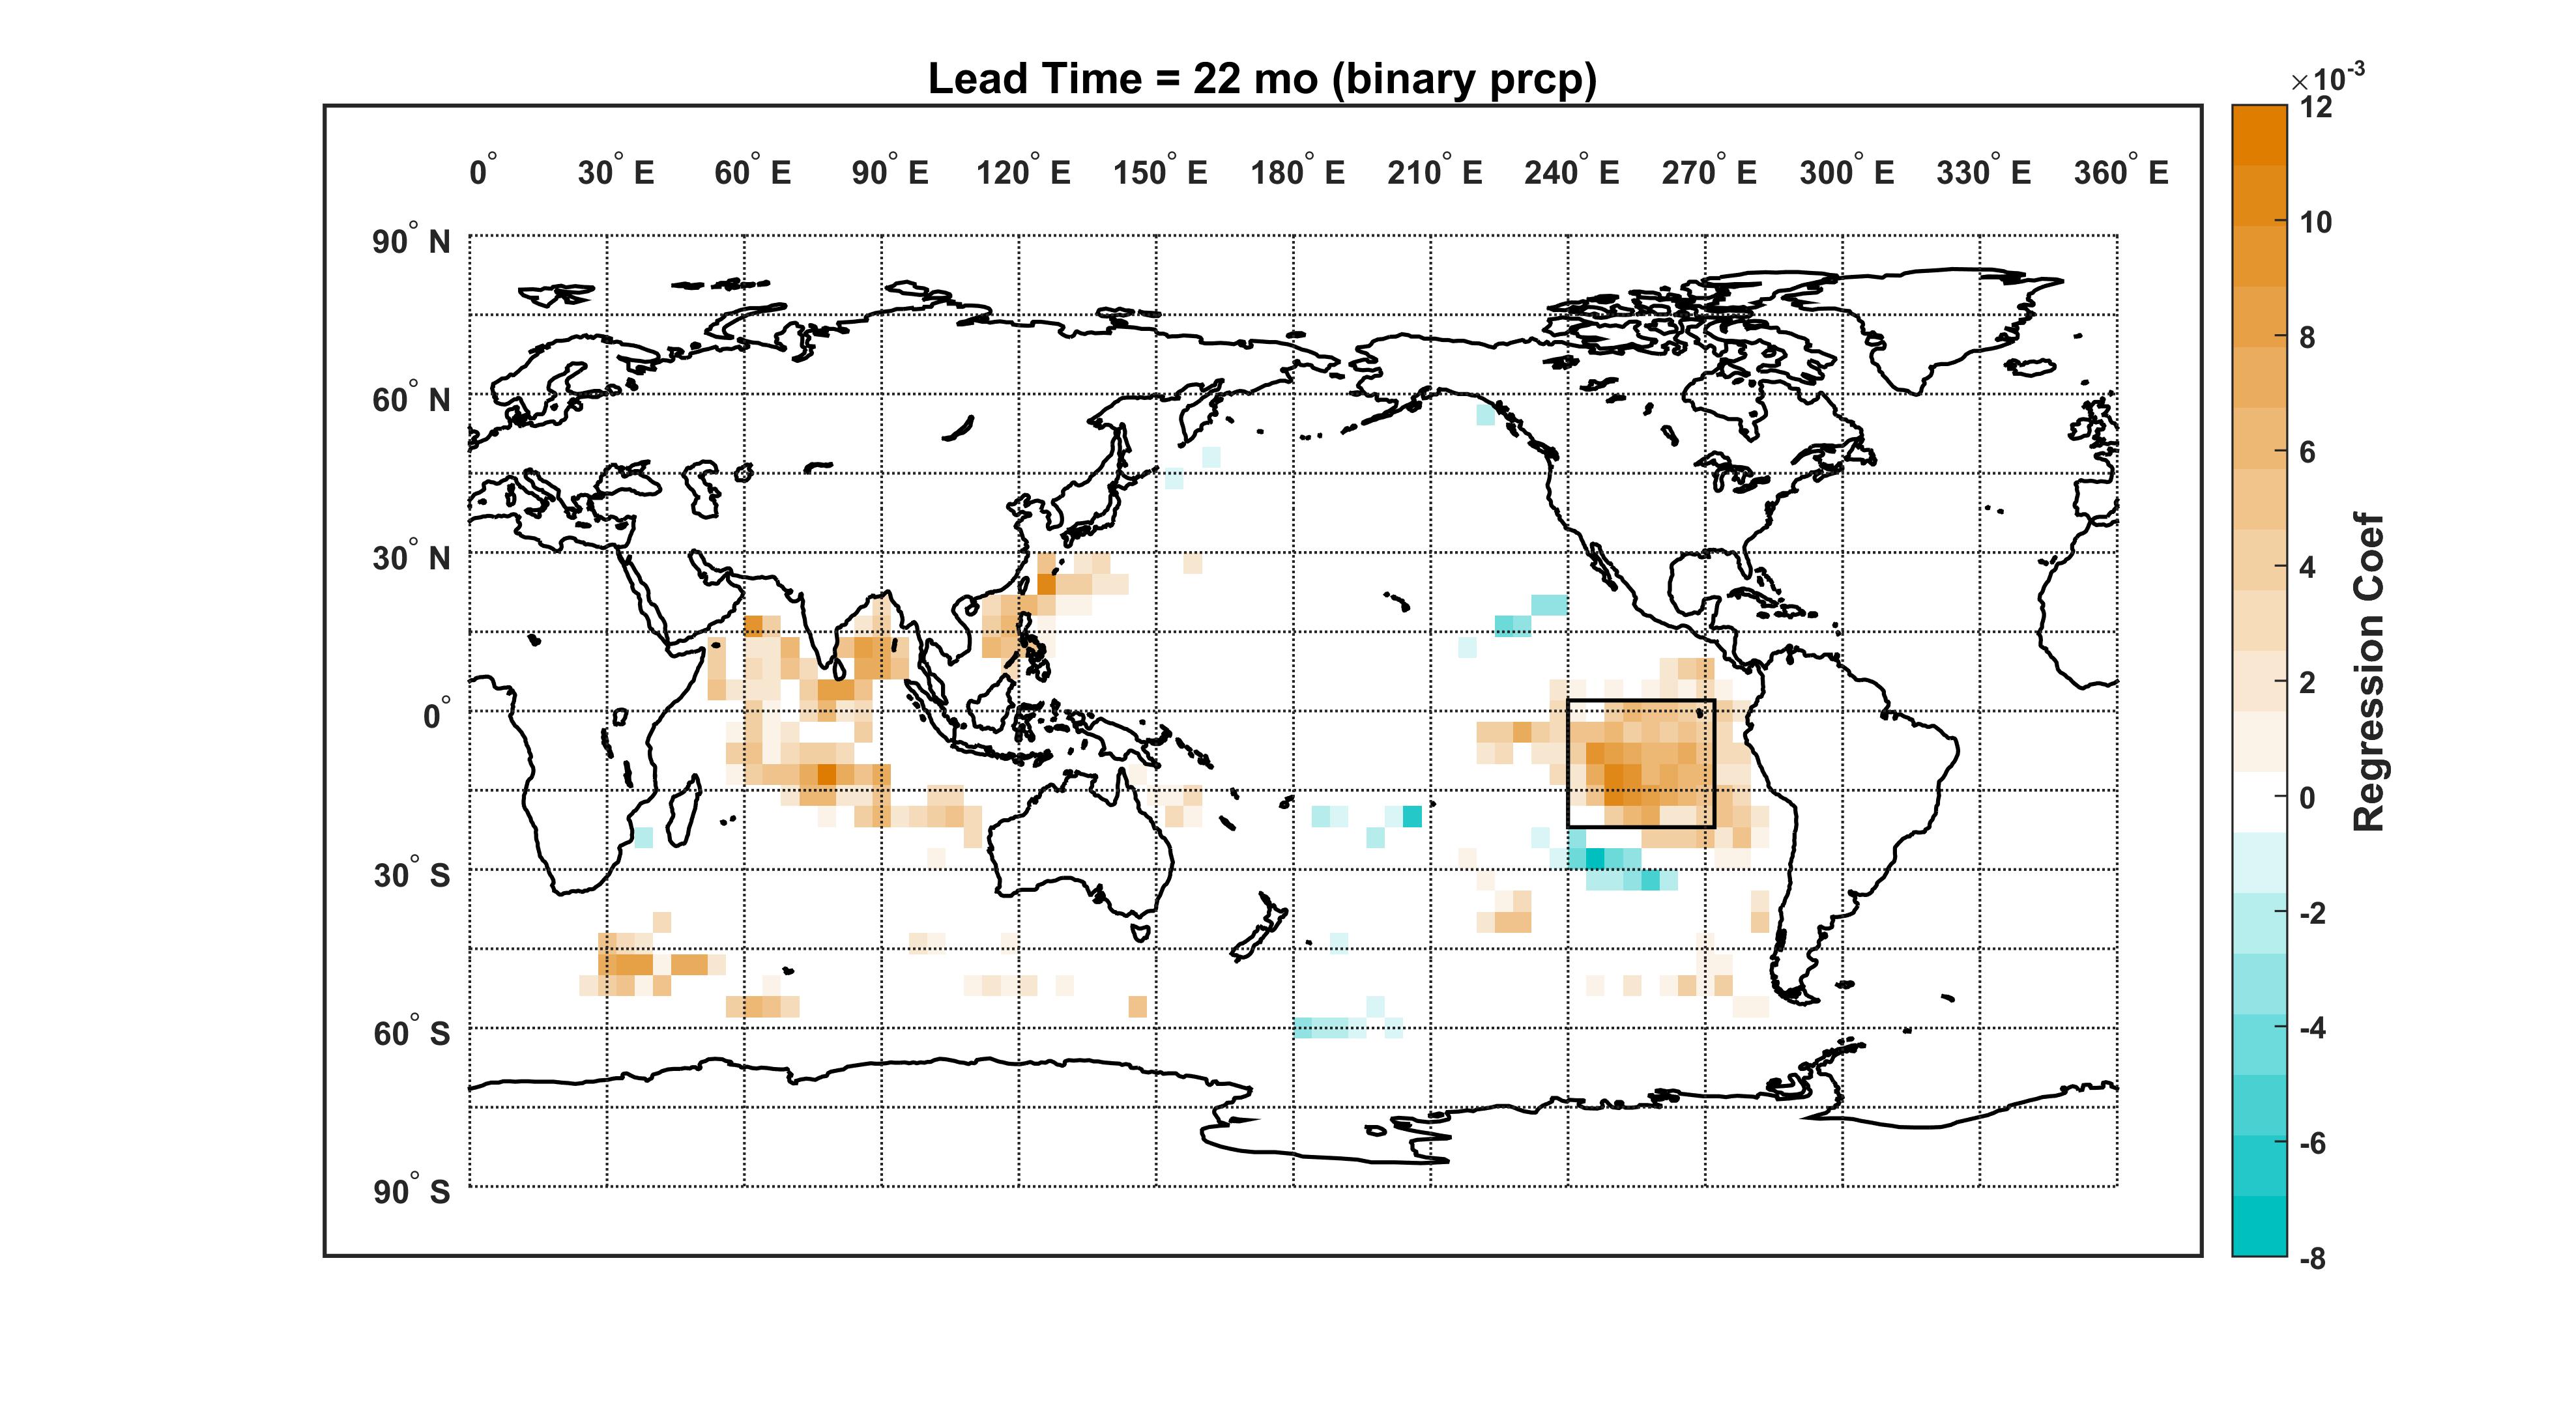 Lead Time = 22 mo (binary prcp)
×10-3
0° 30° E 60° E 90° E 120° E 150° E 180° E 210° E 240° E 270° E 300° E 330° E 360° E
90° N
60° N
30° N
0°
30° S
60° S
90° S
12
10
8
6
4
2
0
-2
-4
-6
-8
Regression Coef